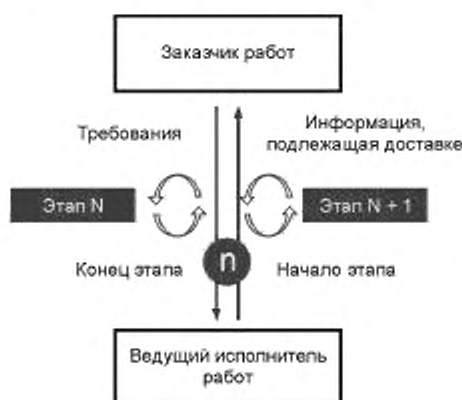 Заказчик работ
Требования
Информация,
подлежащая доставке
Этап N
Этап N + 1
Конец этапа
n
Начало этапа
Ведущий исполнитель
работ